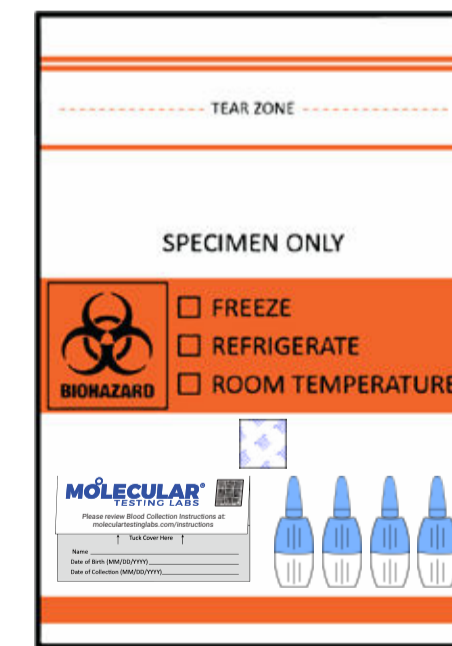 TEAR ZONE
SPECIMEN ONLY
BIOHAZARD
FREEZE
REFRIGERATE
ROOM TEMPERATURE
MOLECULAR®
TESTING LABS
Please review Blood Collection Instructions at:
moleculartestinglabs.com/instructions
Tuck Cover Here
Name
Date of Birth (MM/DD/YYYY)
Date of Collection (MM/DD/YYYY)